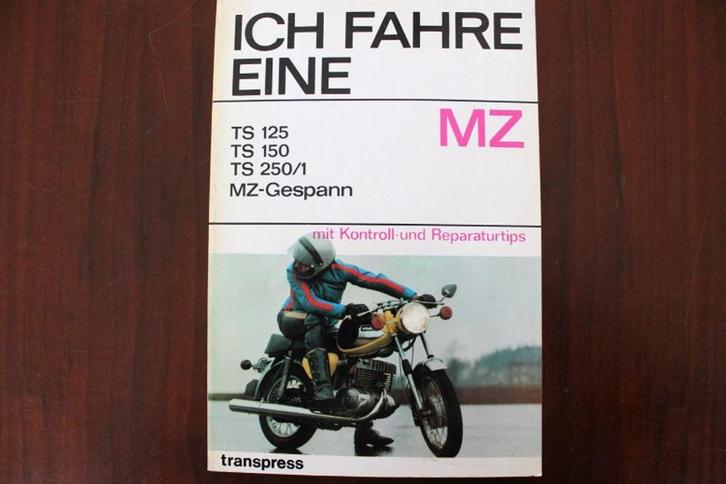 ICH FAHRE
EINE
MZ
TS 125
TS 150
TS 250/1
MZ-Gespann
mit Kontroll-und Reparaturtips
transpress